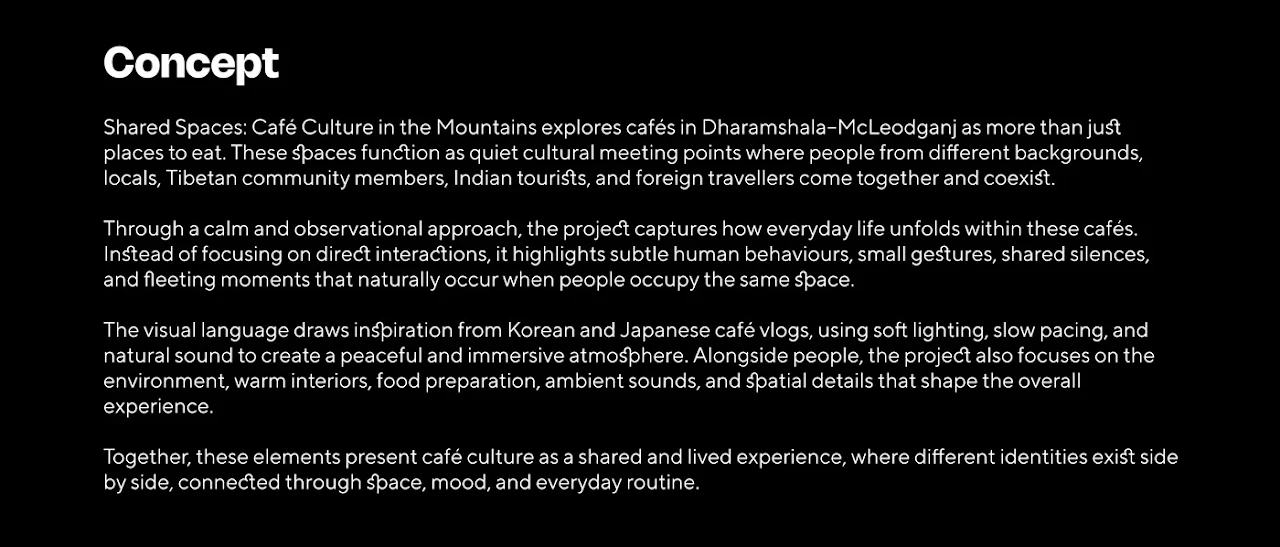 Concept
Shared Spaces: Café Culture in the Mountains explores cafés in Dharamshala–McLeodganj as more than just
places to eat. These spaces function as quiet cultural meeting points where people from different backgrounds,
locals, Tibetan community members, Indian tourists, and foreign travellers come together and coexist.
Through a calm and observational approach, the project captures how everyday life unfolds within these cafés.
Instead of focusing on direct interactions, it highlights subtle human behaviours, small gestures, shared silences,
and fleeting moments that naturally occur when people occupy the same space.
The visual language draws inspiration from Korean and Japanese café vlogs, using soft lighting, slow pacing, and
natural sound to create a peaceful and immersive atmosphere. Alongside people, the project also focuses on the
environment, warm interiors, food preparation, ambient sounds, and spatial details that shape the overall
experience.
Together, these elements present café culture as a shared and lived experience, where different identities exist side
by side, connected through space, mood, and everyday routine.